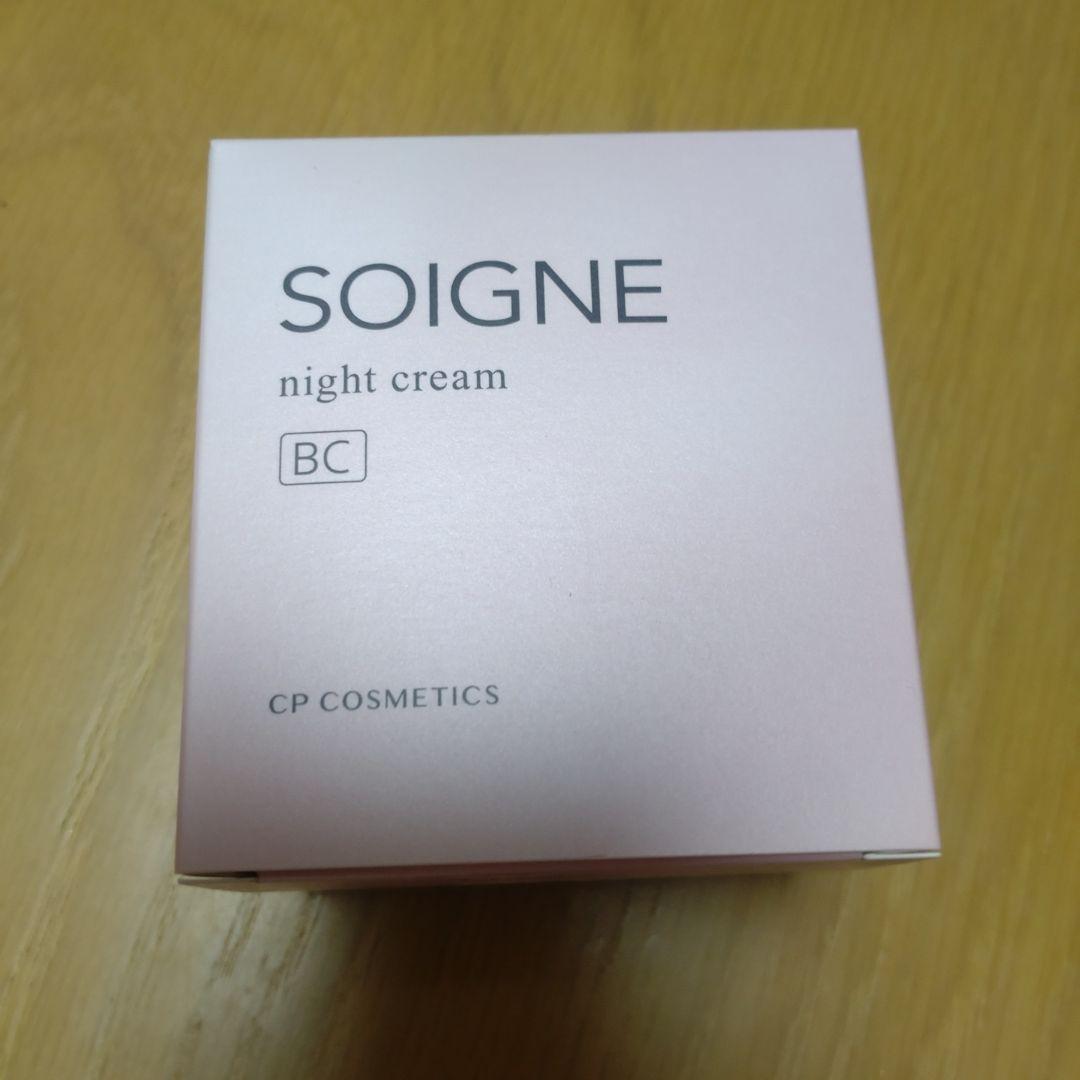 SOIGNE
night cream
BC
CP COSMETICS